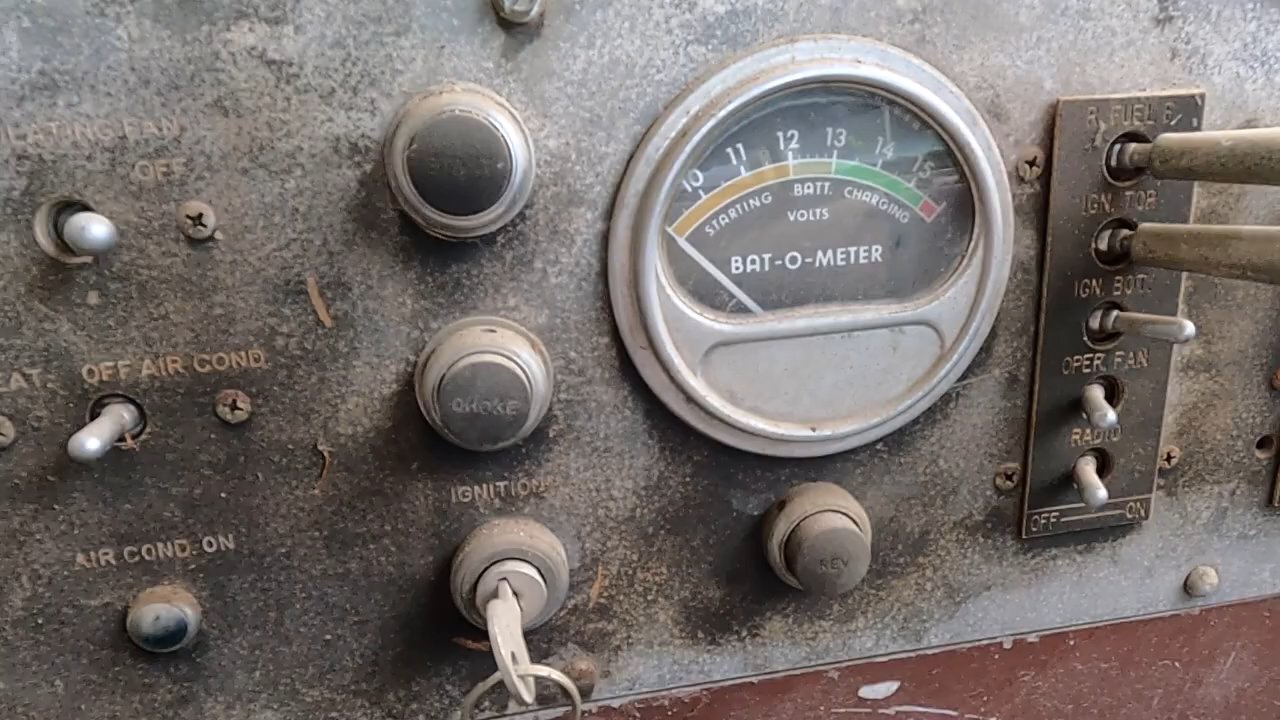 FAN
OFF
OFF AIR COND.
AIR COND. ON
CHOKE
IGNITION
10 11 12 13 14 15
STARTING BATT. CHARGING
VOLTS
BAT-O-METER
REV
R. FUEL
IGN. TOP
IGN. BOT.
OPER. FAN
RADIO
OFF ON